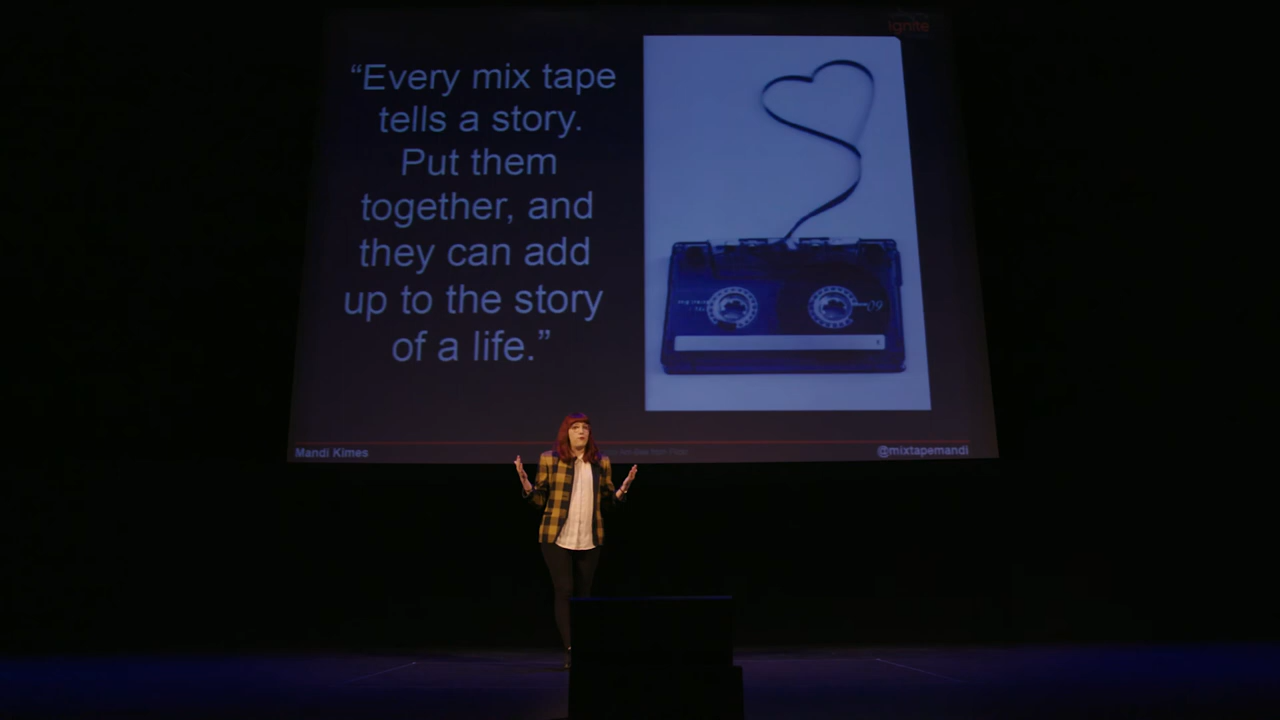 ignite
“Every mix tape
tells a story.
Put them
together, and
they can add
up to the story
of a life.”
Mandi Kimes
@mixtapemandi